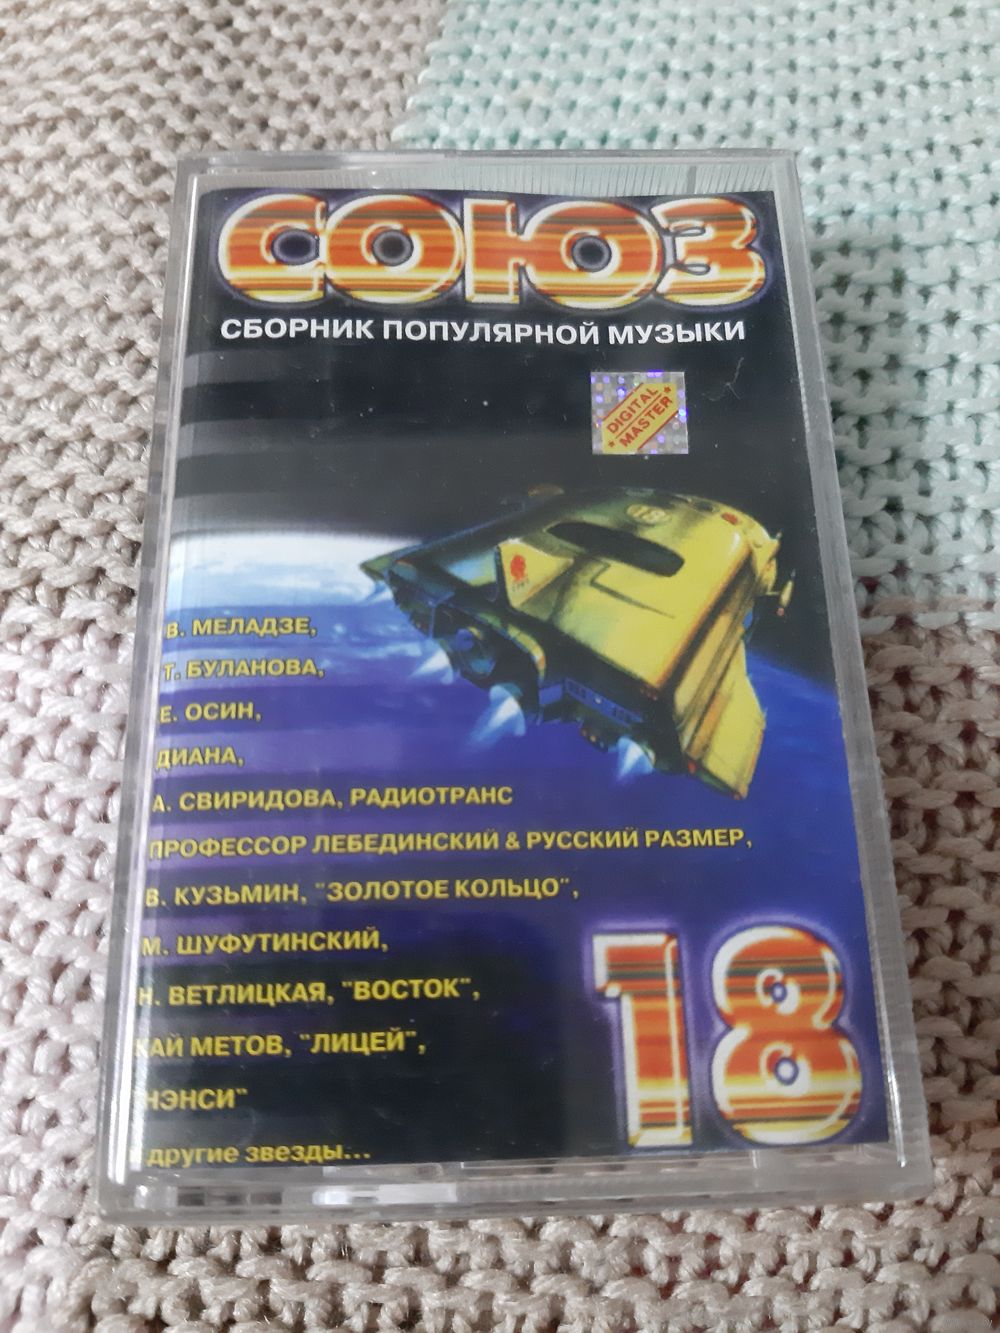 СОЮЗ
СБОРНИК ПОПУЛЯРНОЙ МУЗЫКИ
DIGITAL
MASTER
18
В. МЕЛАДЗЕ,
Т. БУЛАНОВА,
Е. ОСИН,
ДИАНА,
А. СВИРИДОВА, РАДИОТРАНС
ПРОФЕССОР ЛЕБЕДИНСКИЙ & РУССКИЙ РАЗМЕР,
В. КУЗЬМИН, "ЗОЛОТОЕ КОЛЬЦО",
М. ШУФУТИНСКИЙ,
Н. ВЕТЛИЦКАЯ, "ВОСТОК",
КАЙ МЕТОВ, "ЛИЦЕЙ",
НЭНСИ"
и другие звезды...
18